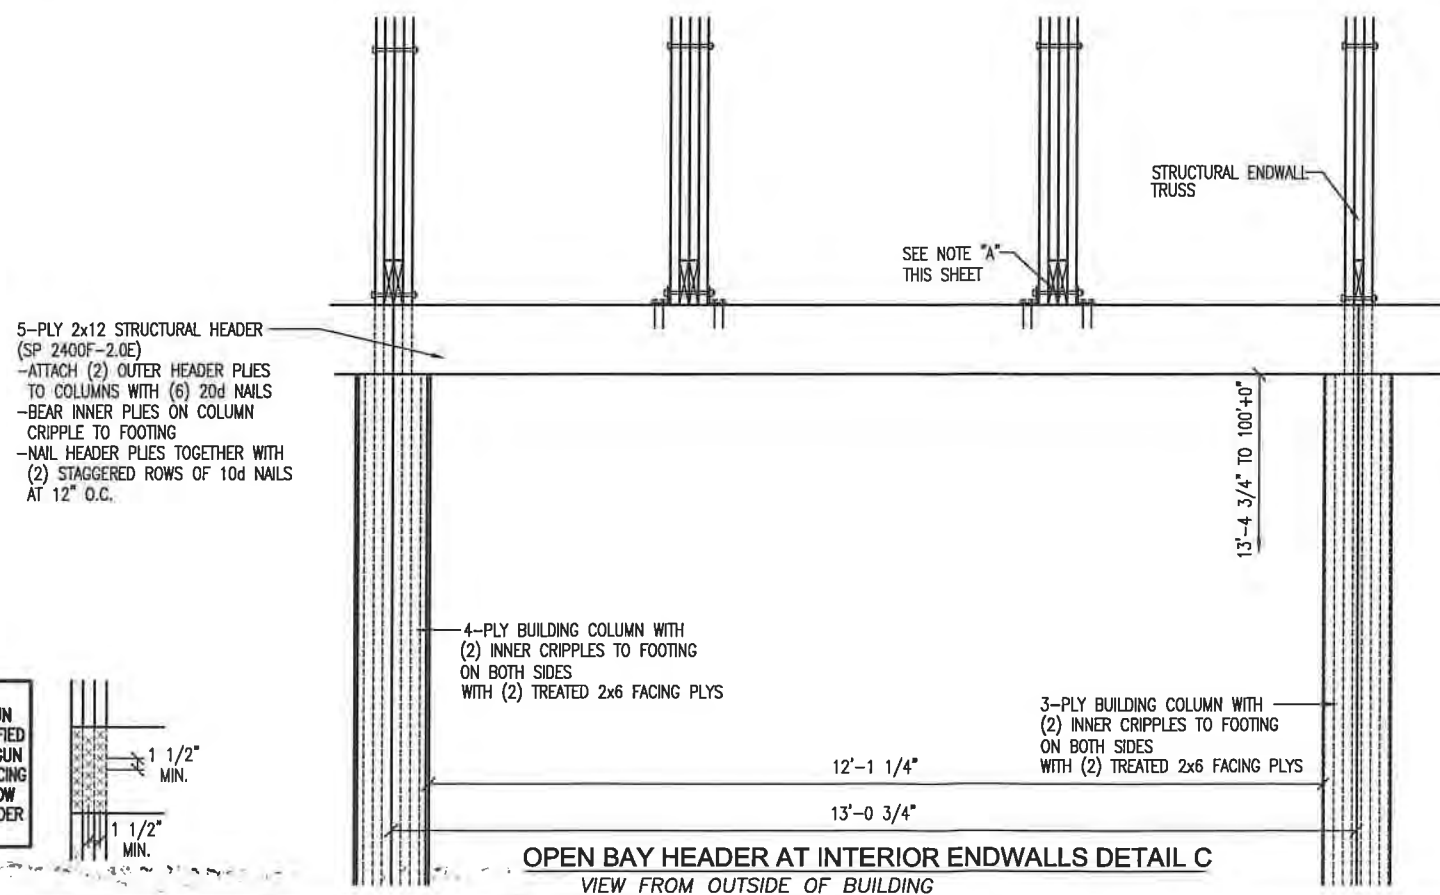 STRUCTURAL ENDWALL
TRUSS
SEE NOTE "A"
THIS SHEET
5-PLY 2x12 STRUCTURAL HEADER
(SP 2400F-2.0E)
-ATTACH (2) OUTER HEADER PLIES
TO COLUMNS WITH (6) 20d NAILS
-BEAR INNER PLIES ON COLUMN
CRIPPLE TO FOOTING
-NAIL HEADER PLIES TOGETHER WITH
(2) STAGGERED ROWS OF 10d NAILS
AT 12" O.C.
13'-4 3/4" TO 100'+0"
4-PLY BUILDING COLUMN WITH
(2) INNER CRIPPLES TO FOOTING
ON BOTH SIDES
WITH (2) TREATED 2x6 FACING PLYS
3-PLY BUILDING COLUMN WITH
(2) INNER CRIPPLES TO FOOTING
ON BOTH SIDES
WITH (2) TREATED 2x6 FACING PLYS
1 1/2"
MIN.
1 1/2"
MIN.
12'-1 1/4"
13'-0 3/4"
OPEN BAY HEADER AT INTERIOR ENDWALLS DETAIL C
VIEW FROM OUTSIDE OF BUILDING